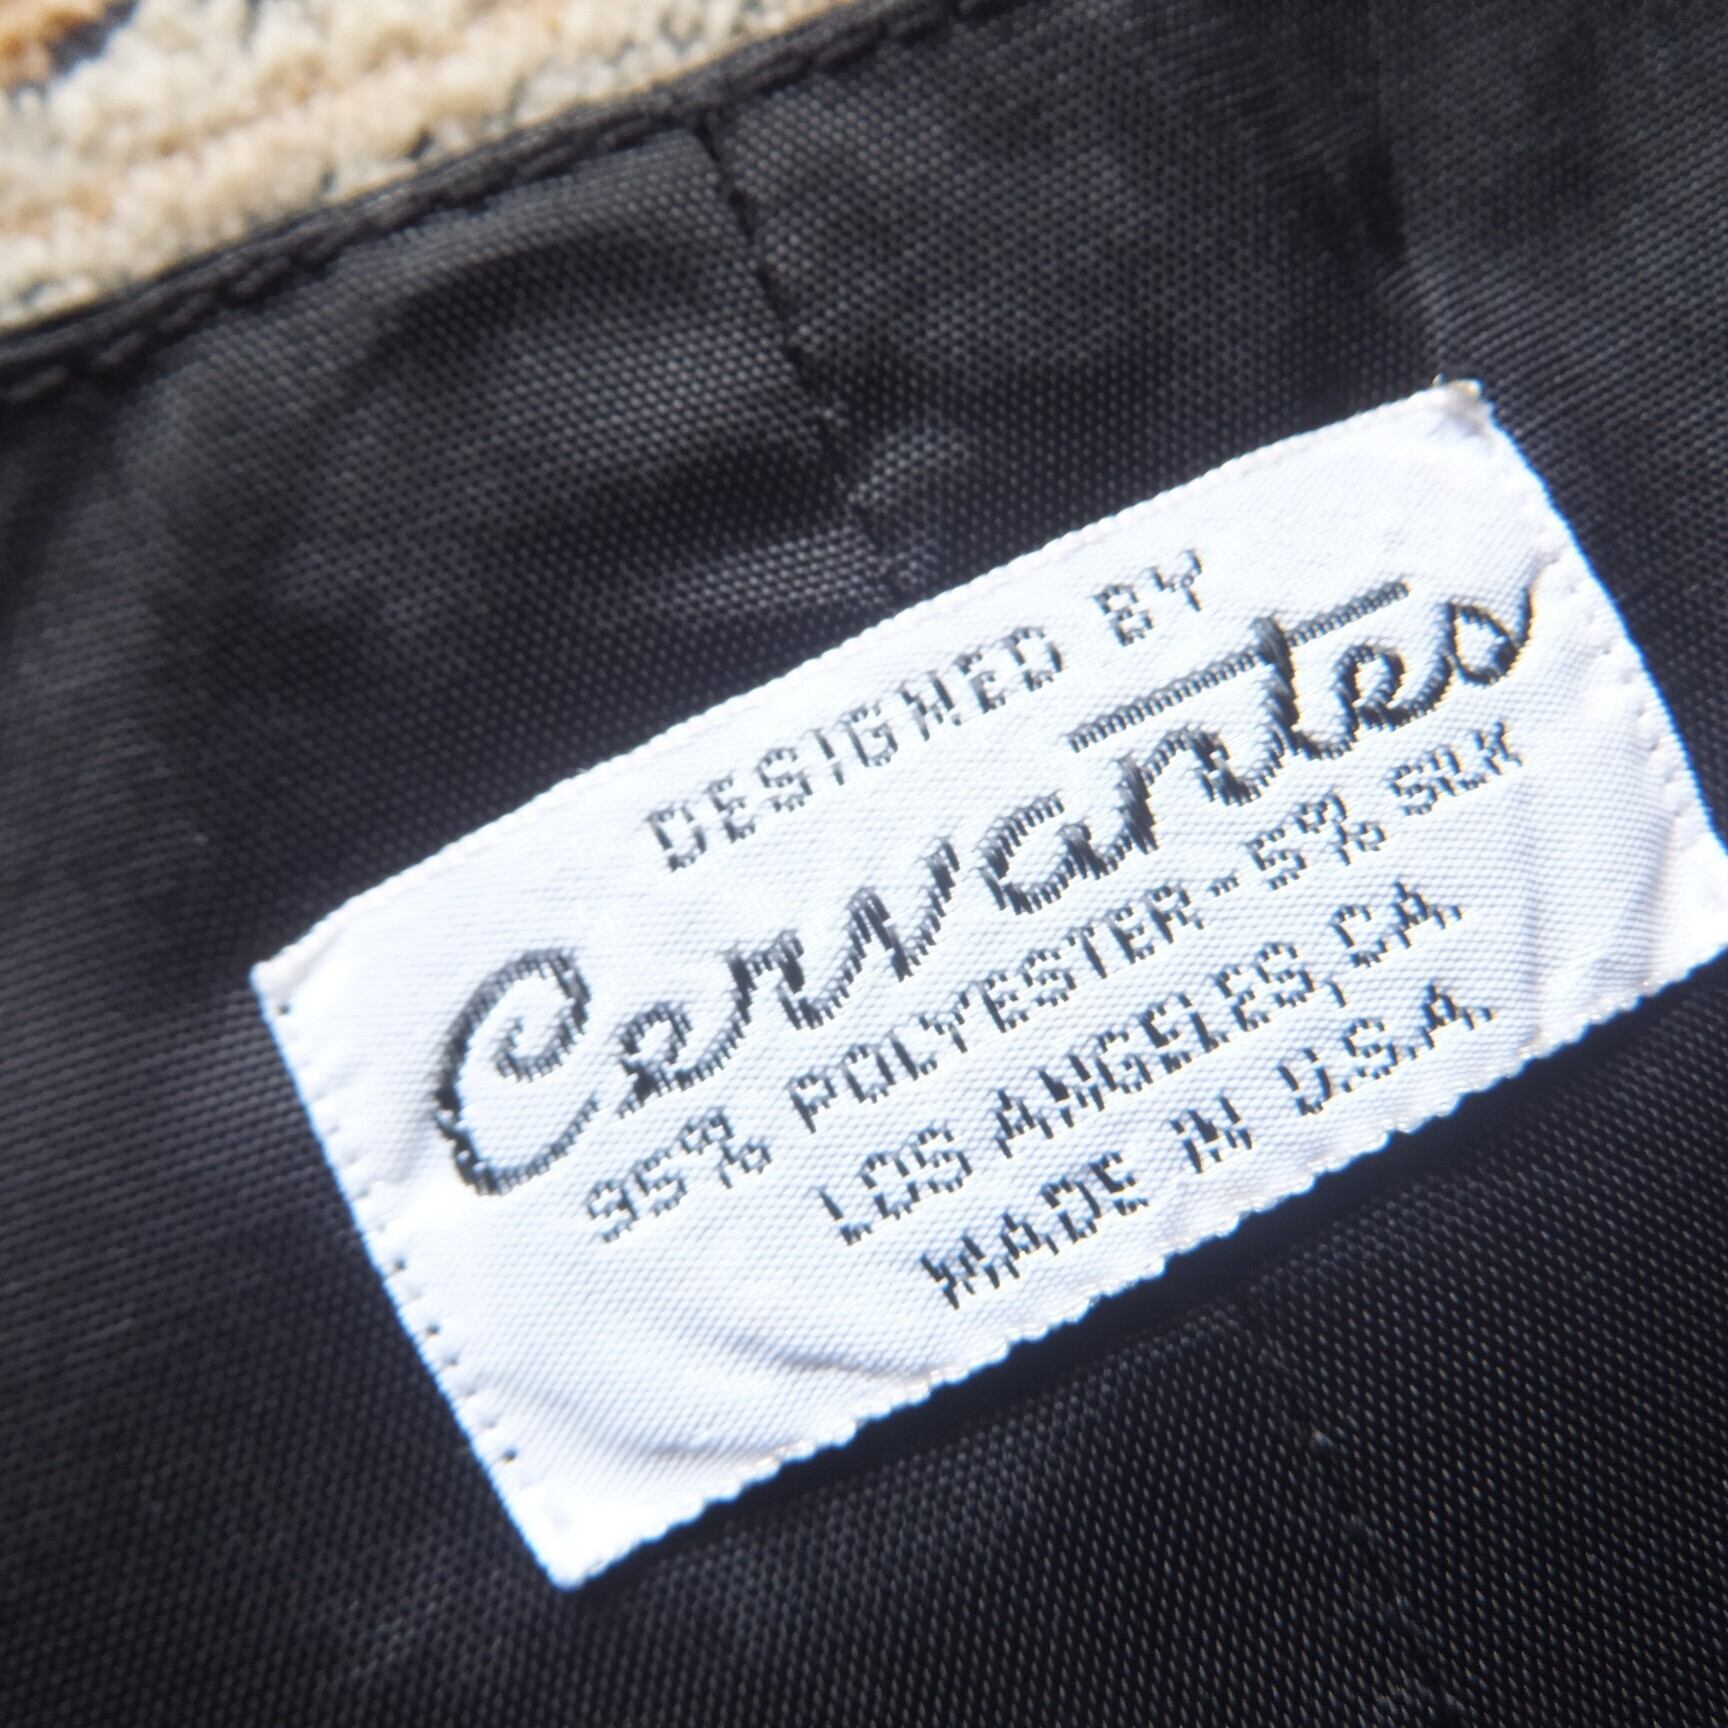 DESIGNED BY
Cervantes
95% POLYESTER-5% SILK
LOS ANGELES, CA.
MADE IN U.S.A.